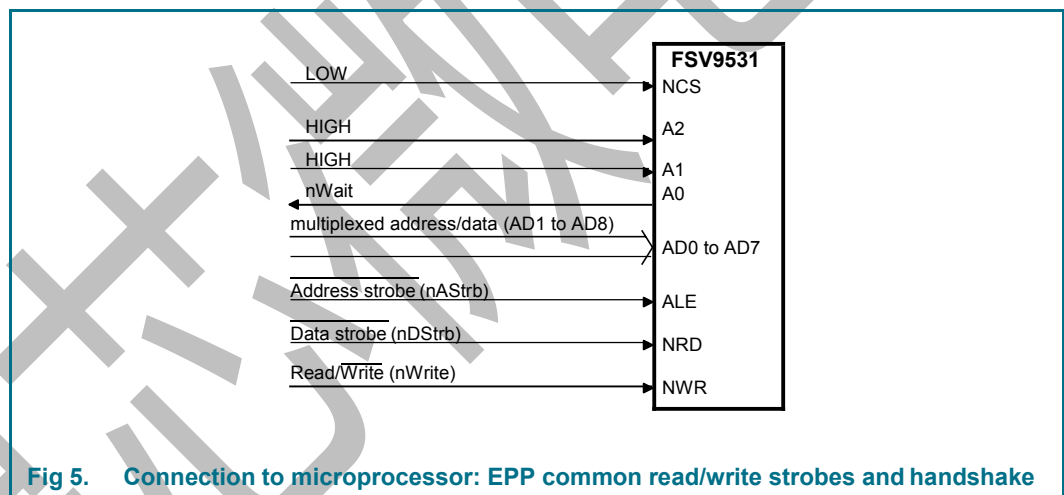 FSV9531
LOW
NCS
HIGH
A2
HIGH
A1
nWait
A0
multiplexed address/data (AD1 to AD8)
AD0 to AD7
Address strobe (nAStrb)
ALE
Data strobe (nDStrb)
NRD
Read/Write (nWrite)
NWR
Fig 5. Connection to microprocessor: EPP common read/write strobes and handshake